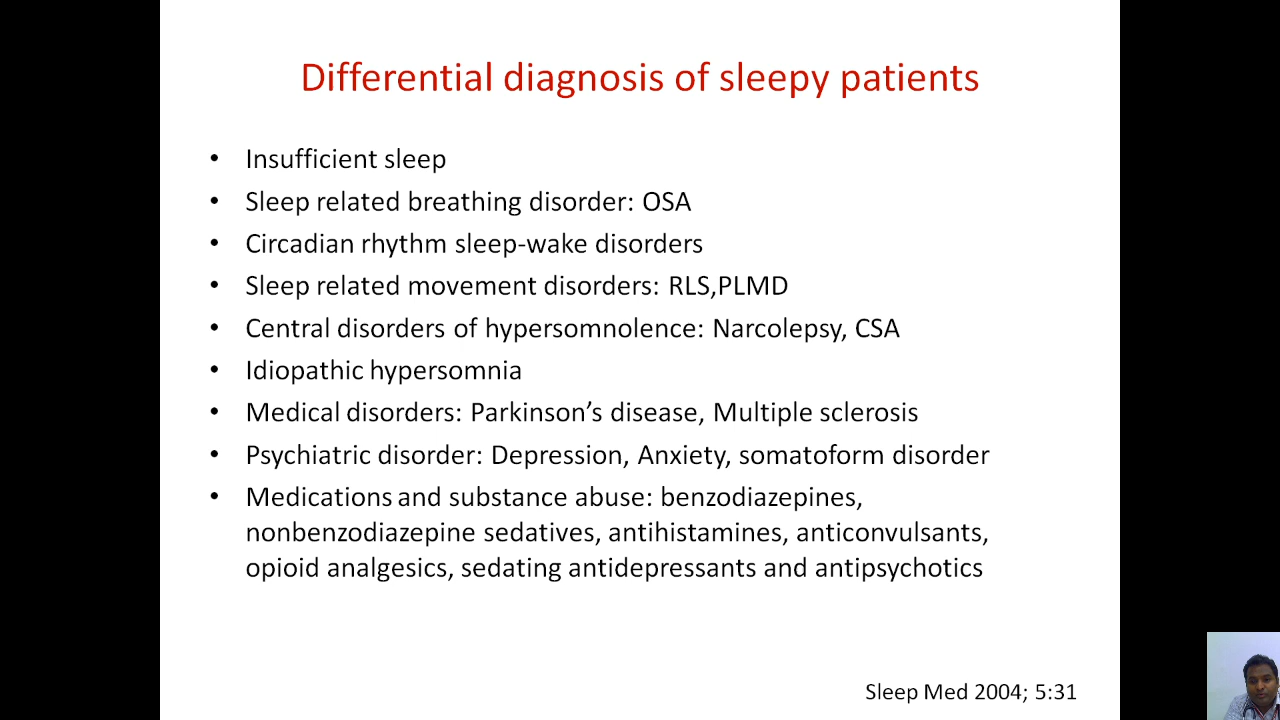 Differential diagnosis of sleepy patients
• Insufficient sleep
• Sleep related breathing disorder: OSA
• Circadian rhythm sleep-wake disorders
• Sleep related movement disorders: RLS,PLMD
• Central disorders of hypersomnolence: Narcolepsy, CSA
• Idiopathic hypersomnia
• Medical disorders: Parkinson’s disease, Multiple sclerosis
• Psychiatric disorder: Depression, Anxiety, somatoform disorder
• Medications and substance abuse: benzodiazepines,
nonbenzodiazepine sedatives, antihistamines, anticonvulsants,
opioid analgesics, sedating antidepressants and antipsychotics
Sleep Med 2004; 5:31